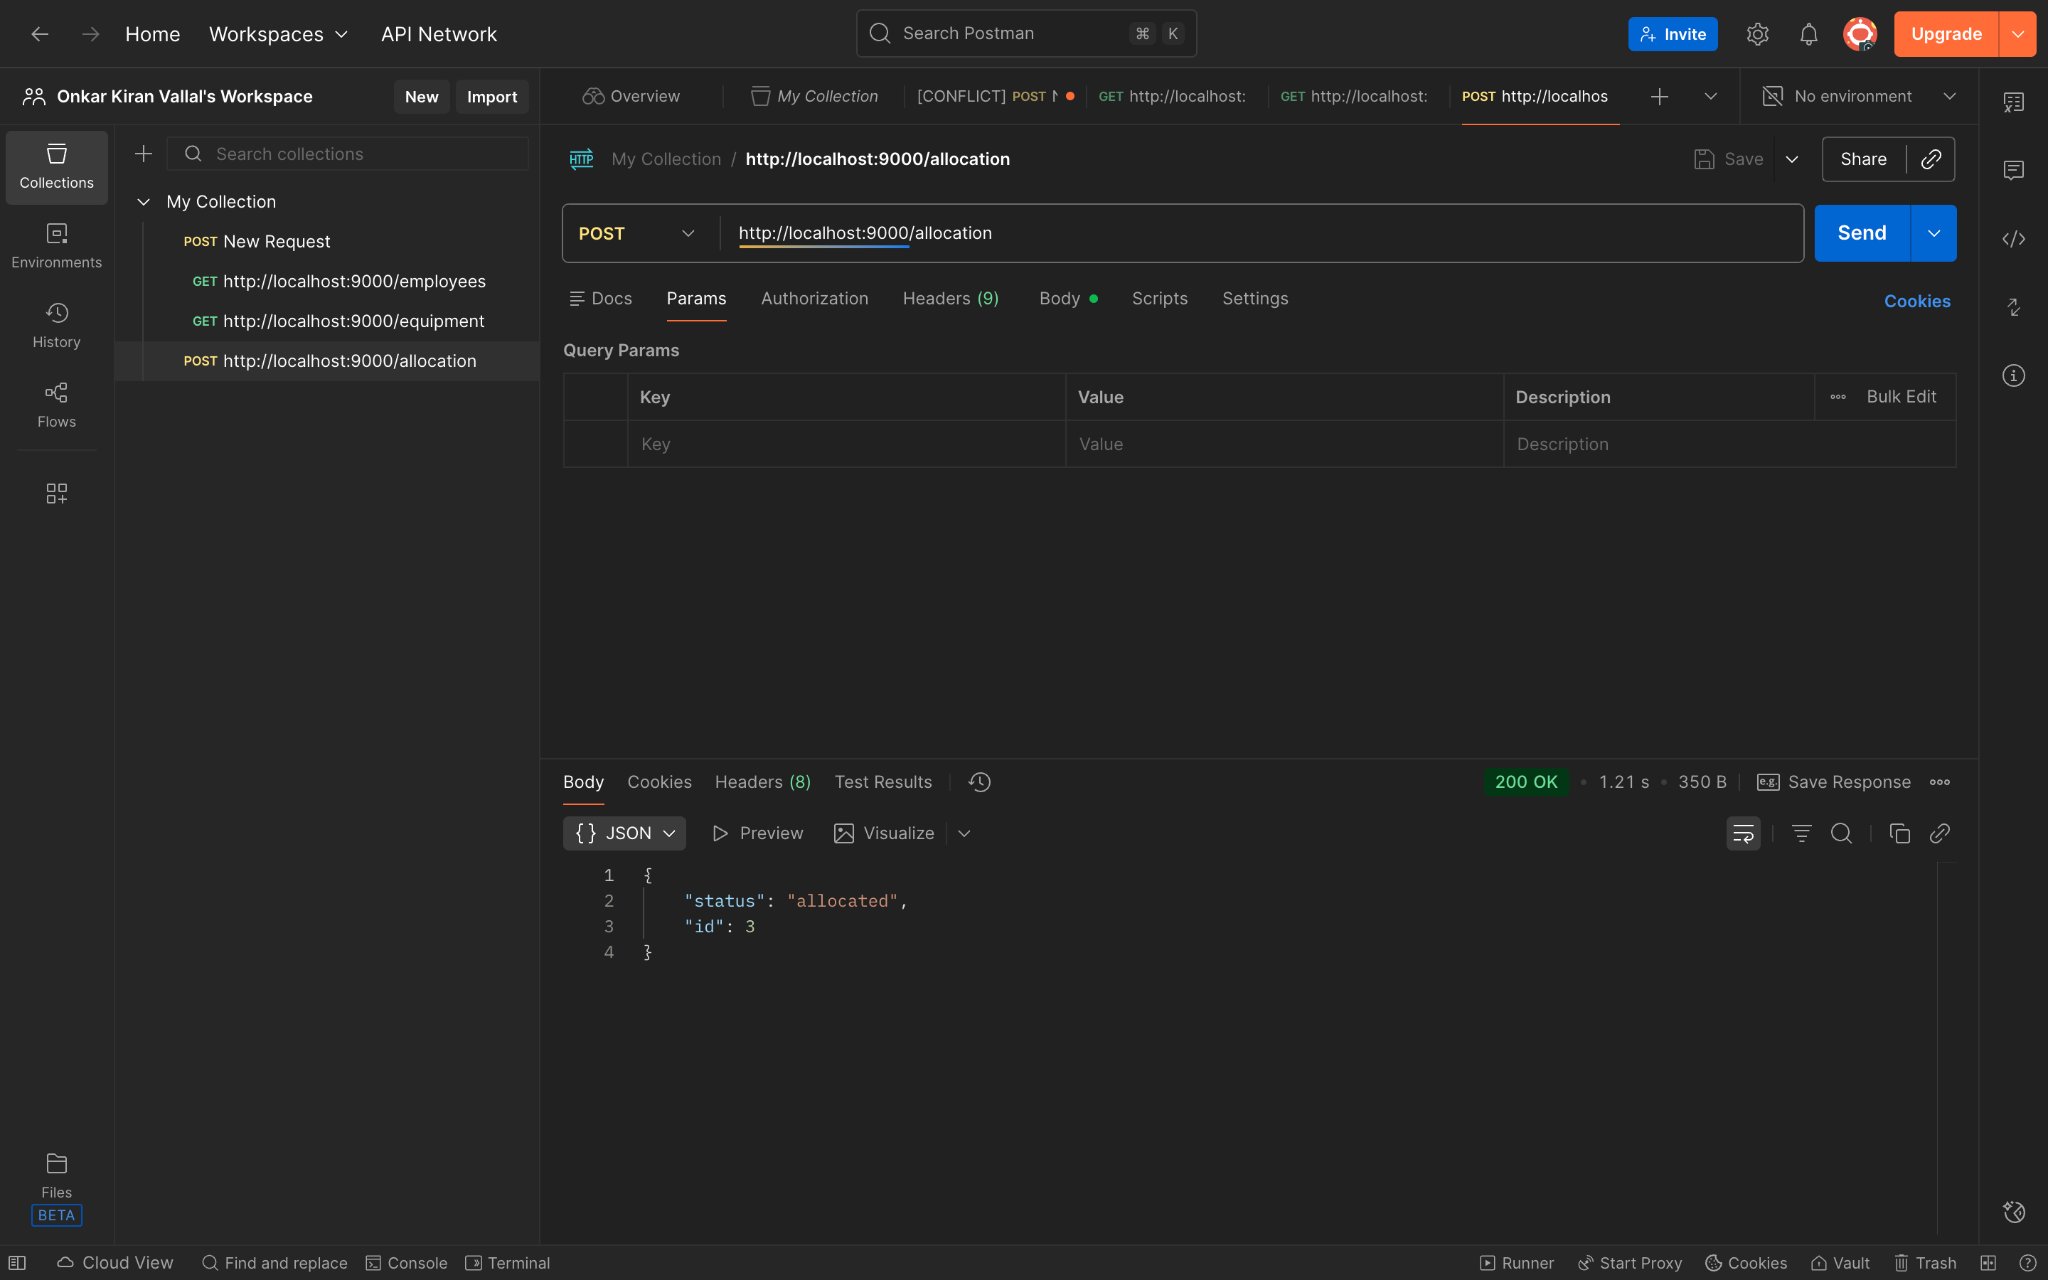 Home Workspaces API Network Search Postman ⌘ K Invite Upgrade
Onkar Kiran Vallal's Workspace New Import Overview My Collection [CONFLICT] POST GET http://localhost: GET http://localhost: POST http://localhos No environment
Collections
Environments
History
Flows
Files
BETA
Search collections
My Collection
POST New Request
GET http://localhost:9000/employees
GET http://localhost:9000/equipment
POST http://localhost:9000/allocation
HTTP My Collection / http://localhost:9000/allocation Save Share
POST http://localhost:9000/allocation Send
Docs Params Authorization Headers (9) Body Scripts Settings Cookies
Query Params
Key Value Description Bulk Edit
Key Value Description
Body Cookies Headers (8) Test Results 200 OK 1.21 s 350 B e.g. Save Response
{} JSON Preview Visualize
1 {
2 "status": "allocated",
3 "id": 3
4 }
Cloud View Find and replace Console Terminal Runner Start Proxy Cookies Vault Trash